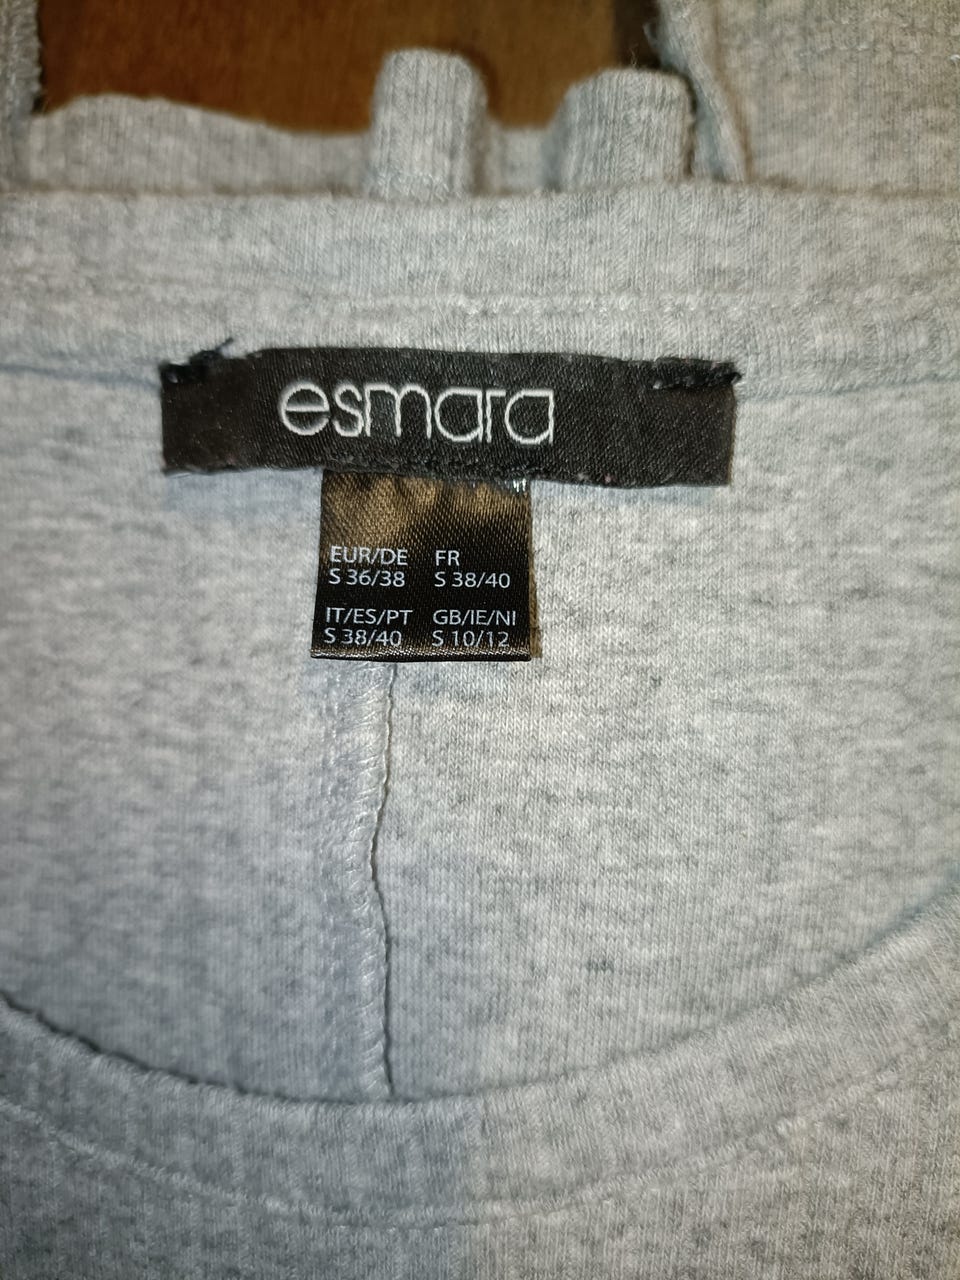 esmara
EUR/DE FR
S 36/38 S 38/40
IT/ES/PT GB/IE/NI
S 38/40 S 10/12